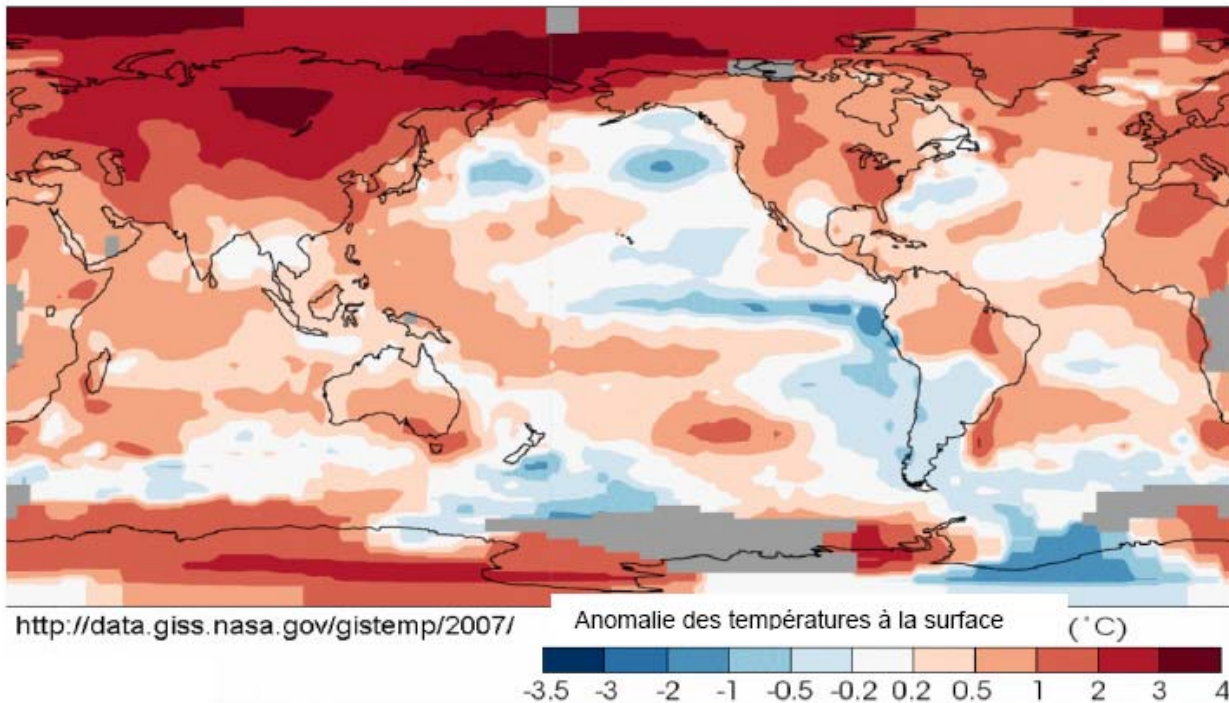 http://data.giss.nasa.gov/gistemp/2007/
Anomalie des températures à la surface (˚C)
-3.5 -3 -2 -1 -0.5 -0.2 0.2 0.5 1 2 3 4